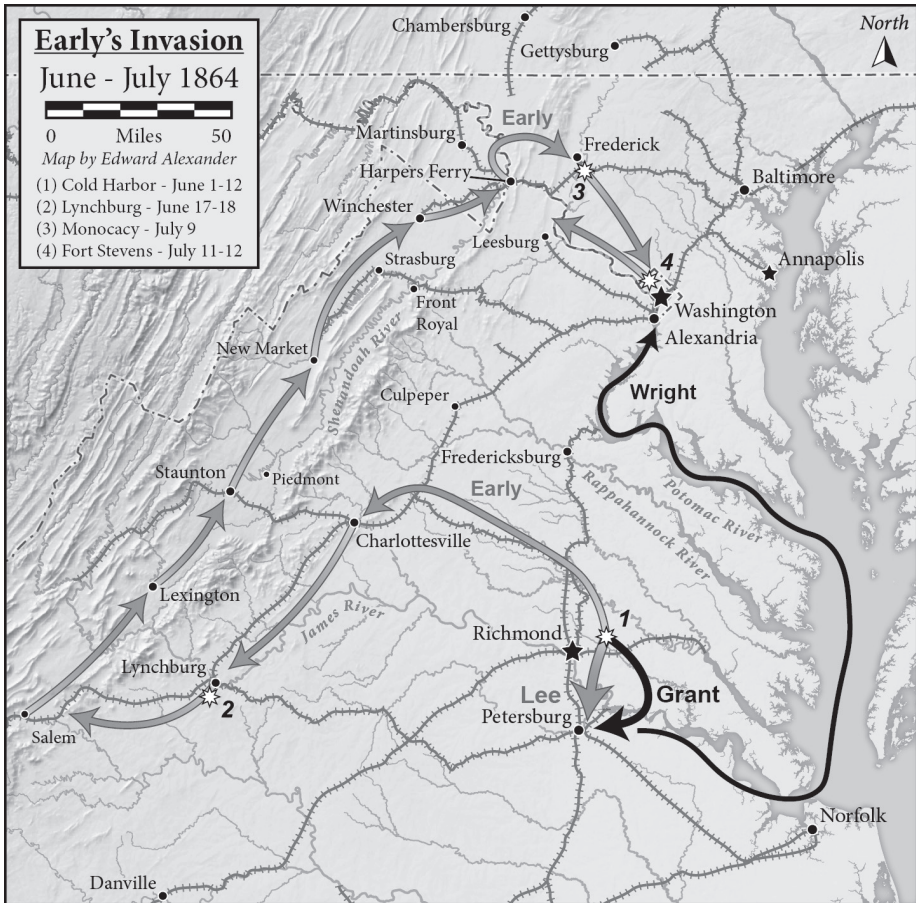 Early's Invasion
June - July 1864
0 Miles 50
Map by Edward Alexander
(1) Cold Harbor - June 1-12
(2) Lynchburg - June 17-18
(3) Monocacy - July 9
(4) Fort Stevens - July 11-12
North
Chambersburg
Gettysburg
Early
Martinsburg
Frederick
Harpers Ferry
3
Baltimore
Winchester
Leesburg
Strasburg
4
Annapolis
Front
Royal
Washington
Alexandria
New Market
Shenandoah River
Culpeper
Wright
Fredericksburg
Staunton
Piedmont
Early
Rappahannock River
Potomac River
Charlottesville
Lexington
James River
1
Richmond
Lynchburg
2
Lee
Grant
Petersburg
Salem
Norfolk
Danville